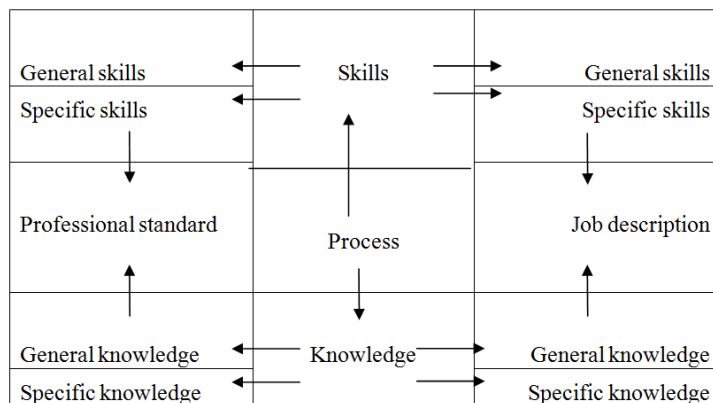 General skills
Skills
General skills
Specific skills
Specific skills
Professional standard
Job description
Process
General knowledge
Knowledge
General knowledge
Specific knowledge
Specific knowledge